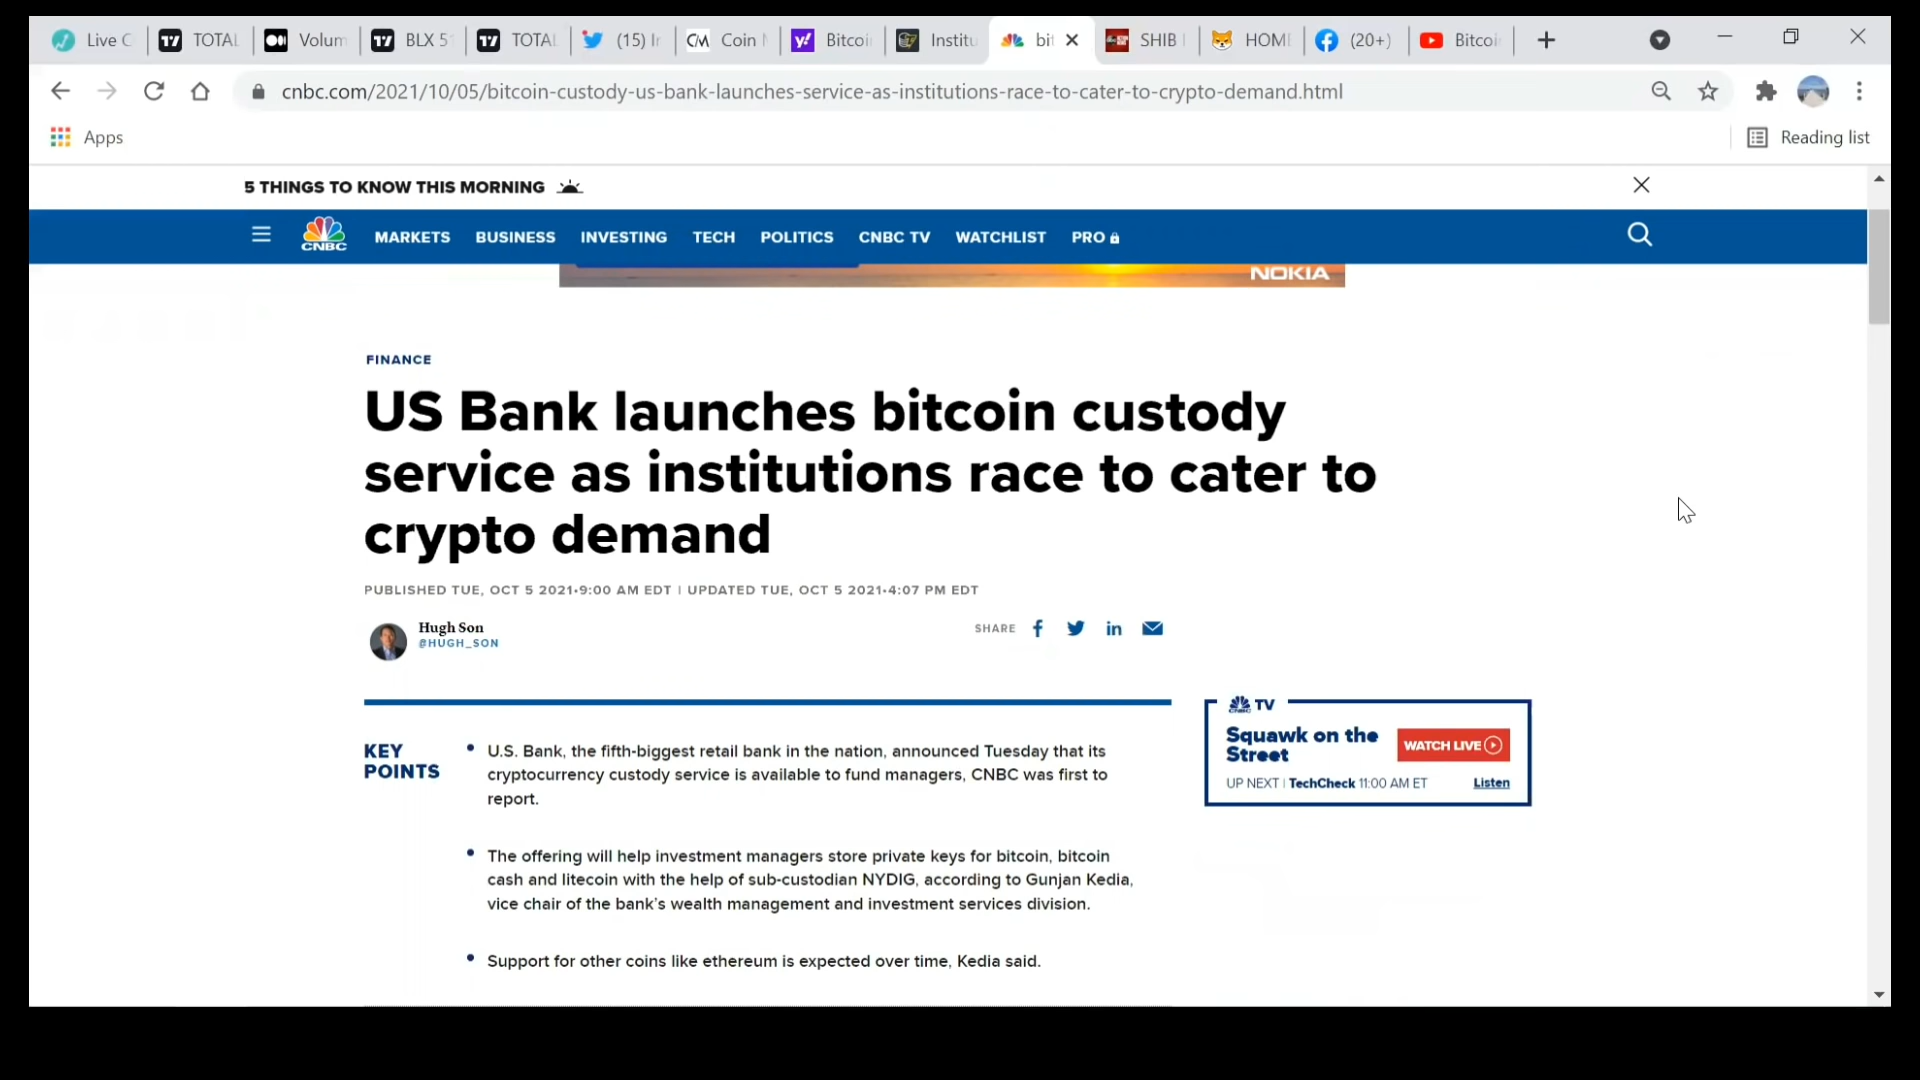 Live C
TOTAL
Volum
BLX 5
TOTAL
(15) I
CM Coin
Bitcoi
Institu
bit
SHIB
HOME
(20+)
Bitcoi
cnbc.com/2021/10/05/bitcoin-custody-us-bank-launches-service-as-institutions-race-to-cater-to-crypto-demand.html
Apps
Reading list
5 THINGS TO KNOW THIS MORNING
CNBC
MARKETS BUSINESS INVESTING TECH POLITICS CNBC TV WATCHLIST PRO
NOKIA
FINANCE
US Bank launches bitcoin custody
service as institutions race to cater to
crypto demand
PUBLISHED TUE, OCT 5 2021•9:00 AM EDT | UPDATED TUE, OCT 5 2021•4:07 PM EDT
Hugh Son
@HUGH_SON
SHARE
KEY
POINTS
• U.S. Bank, the fifth-biggest retail bank in the nation, announced Tuesday that its
cryptocurrency custody service is available to fund managers, CNBC was first to
report.
• The offering will help investment managers store private keys for bitcoin, bitcoin
cash and litecoin with the help of sub-custodian NYDIG, according to Gunjan Kedia,
vice chair of the bank's wealth management and investment services division.
• Support for other coins like ethereum is expected over time, Kedia said.
CNBC TV
Squawk on the
Street
WATCH LIVE
UP NEXT | TechCheck 11:00 AM ET
Listen